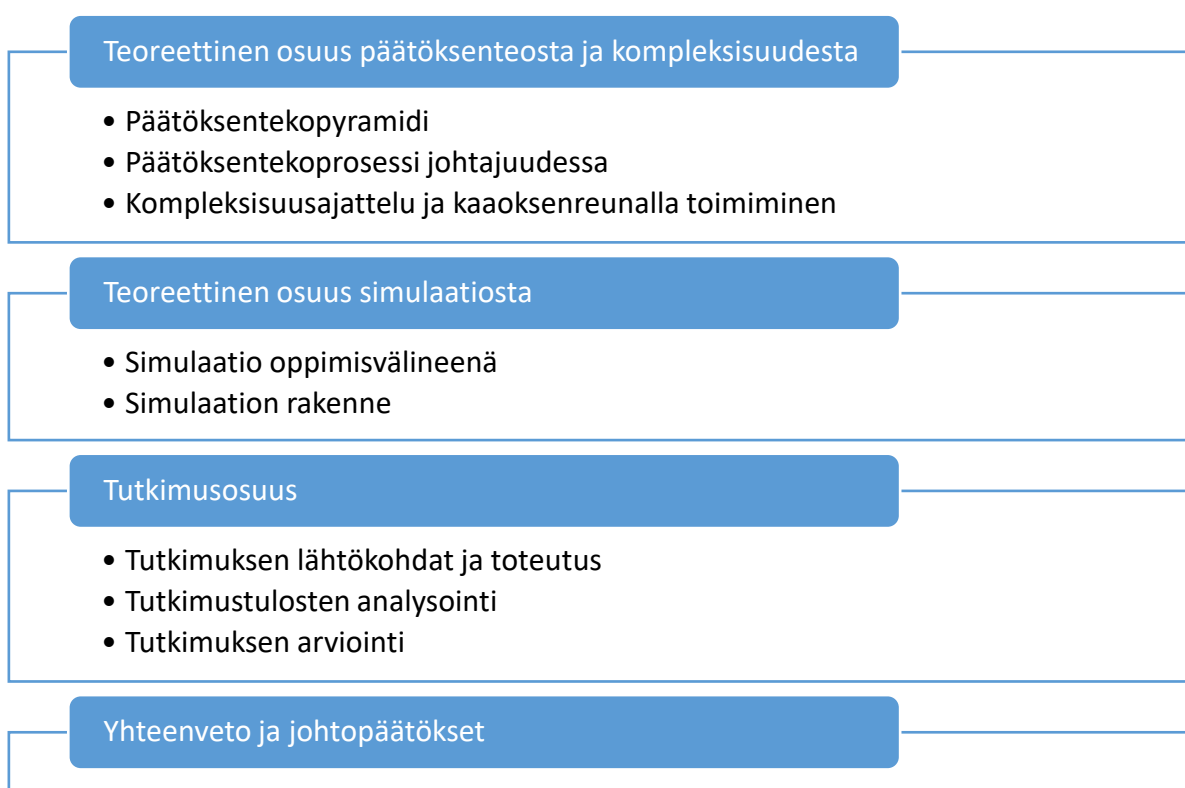 Teoreettinen osuus päätöksenteosta ja kompleksisuudesta
• Päätöksentekopyramidi
• Päätöksentekoprosessi johtajuudessa
• Kompleksisuusajattelu ja kaaoksenreunalla toimiminen
Teoreettinen osuus simulaatiosta
• Simulaatio oppimisvälineenä
• Simulaation rakenne
Tutkimusosuus
• Tutkimuksen lähtökohdat ja toteutus
• Tutkimustulosten analysointi
• Tutkimuksen arviointi
Yhteenveto ja johtopäätökset